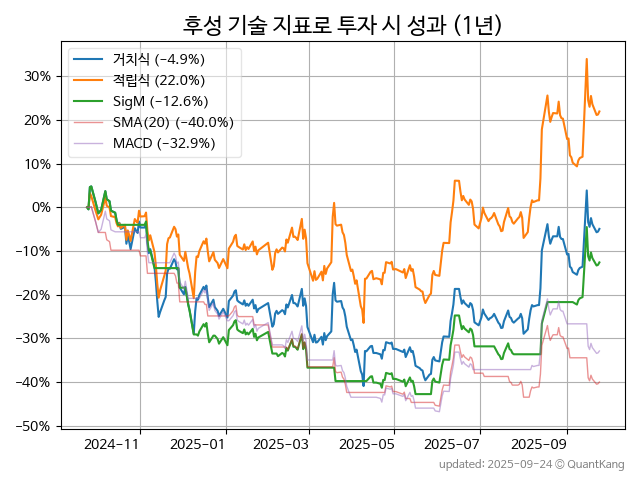 후성 기술 지표로 투자 시 성과 (1년)
거치식 (-4.9%)
적립식 (22.0%)
SigM (-12.6%)
SMA(20) (-40.0%)
MACD (-32.9%)
30%
20%
10%
0%
-10%
-20%
-30%
-40%
-50%
2024-11 2025-01 2025-03 2025-05 2025-07 2025-09
updated: 2025-09-24 © QuantKang